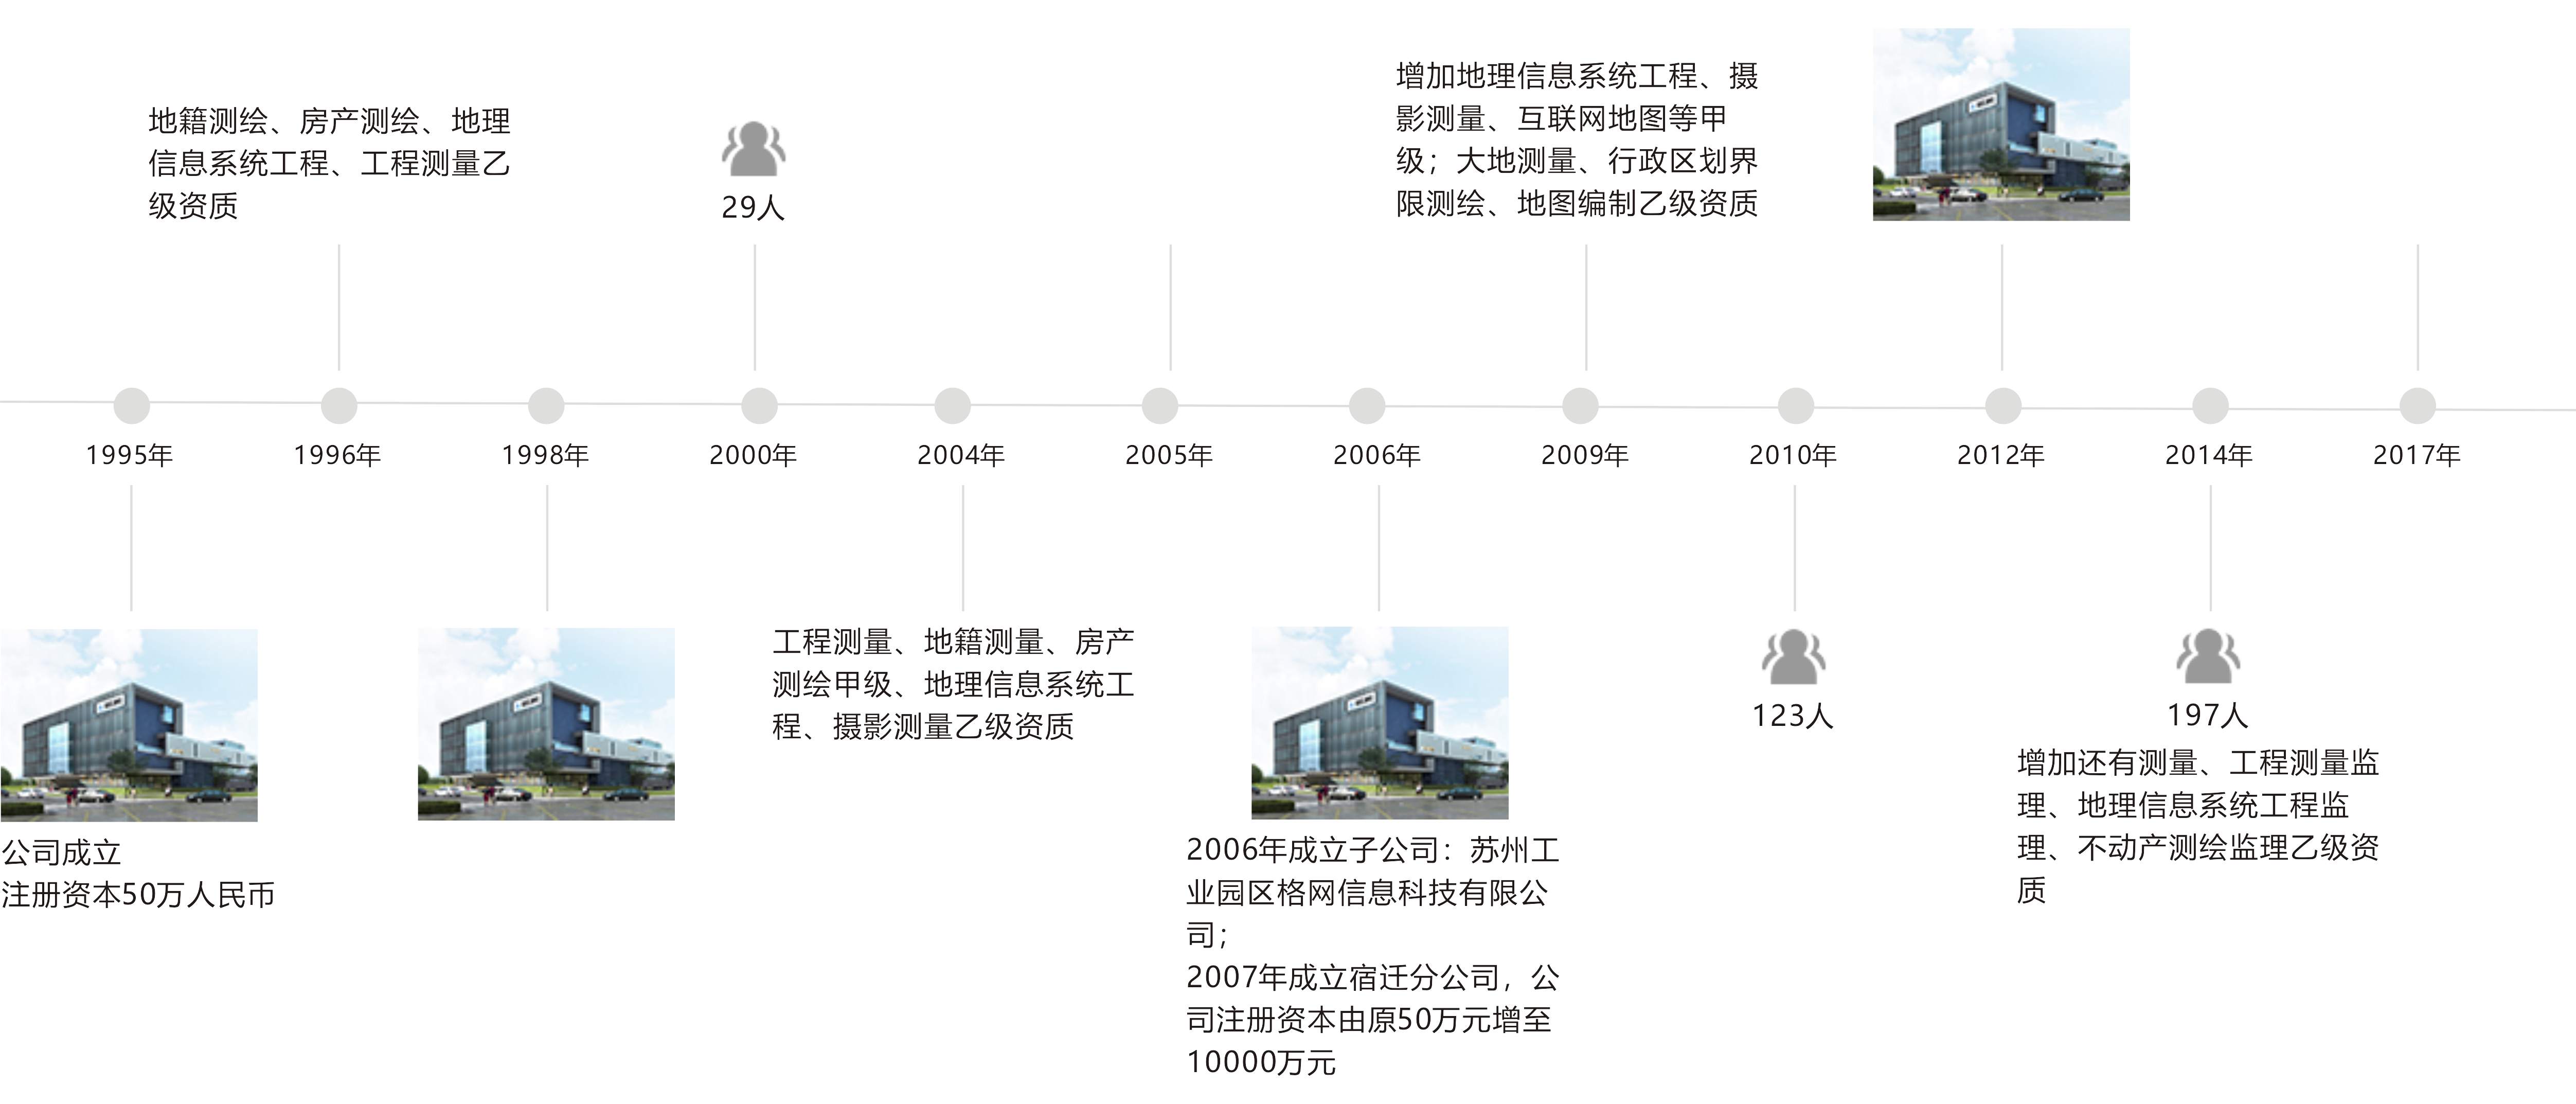 地籍测绘、房产测绘、地理
信息系统工程、工程测量乙
级资质
29人
增加地理信息系统工程、摄
影测量、互联网地图等甲
级；大地测量、行政区划界
限测绘、地图编制乙级资质
1995年
1996年
1998年
2000年
2004年
2005年
2006年
2009年
2010年
2012年
2014年
2017年
公司成立
注册资本50万人民币
工程测量、地籍测量、房产
测绘甲级、地理信息系统工
程、摄影测量乙级资质
2006年成立子公司：苏州工
业园区格网信息科技有限公
司；
2007年成立宿迁分公司，公
司注册资本由原50万元增至
10000万元
123人
197人
增加还有测量、工程测量监
理、地理信息系统工程监
理、不动产测绘监理乙级资
质